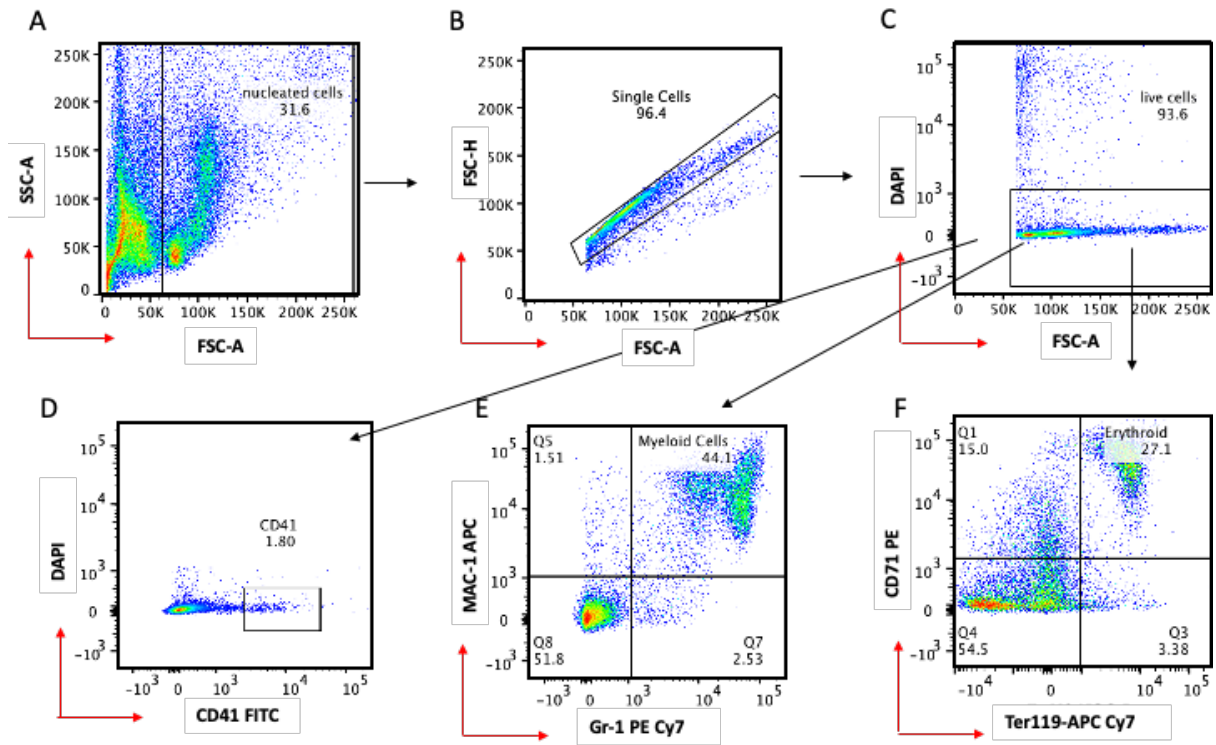 A
SSC-A
250K
200K
150K
100K
50K
0
nucleated cells
31.6
0 50K 100K 150K 200K 250K
FSC-A
B
FSC-H
250K
200K
150K
100K
50K
0
Single Cells
96.4
0 50K 100K 150K 200K 250K
FSC-A
C
DAPI
10^5
10^4
10^3
0
-10^3
live cells
93.6
0 50K 100K 150K 200K 250K
FSC-A
D
DAPI
10^5
10^4
10^3
0
-10^3
CD41
1.80
-10^3 0 10^3 10^4 10^5
CD41 FITC
E
MAC-1 APC
10^5
10^4
10^3
0
-10^3
Q5
1.51
Myeloid Cells
44.1
Q8
51.8
Q7
2.53
-10^3 0 10^3 10^4 10^5
Gr-1 PE Cy7
F
CD71 PE
10^5
10^4
10^3
0
-10^3
Q1
15.0
Erythroid
27.1
Q4
54.5
Q3
3.38
-10^4 0 10^4 10^5
Ter119-APC Cy7